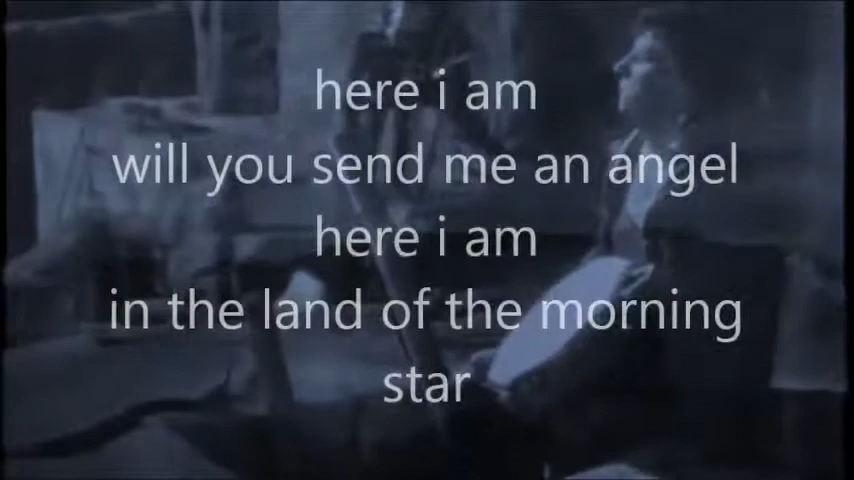 here i am
will you send me an angel
here i am
in the land of the morning
star